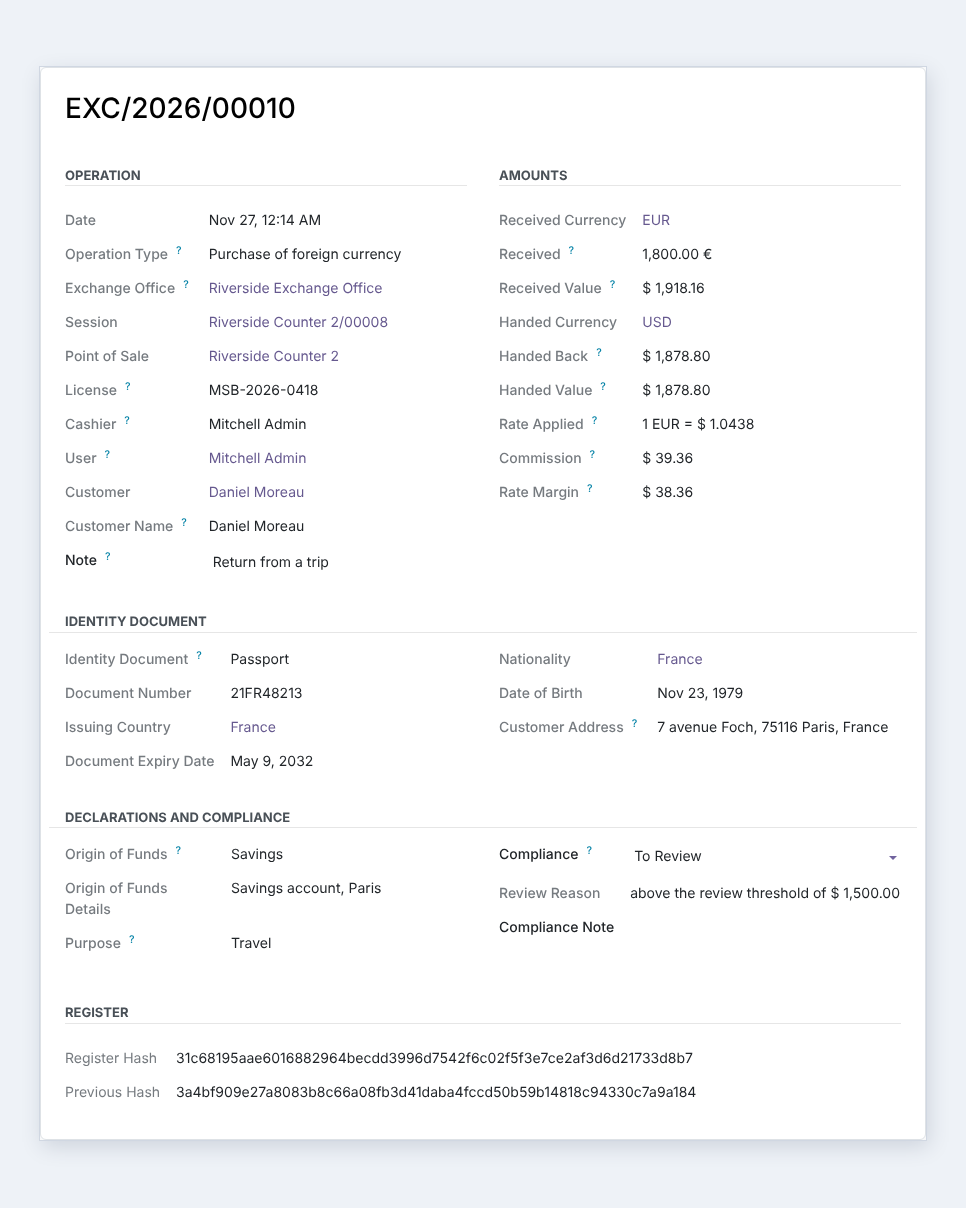 EXC/2026/00010
OPERATION
Date Nov 27, 12:14 AM
Operation Type ? Purchase of foreign currency
Exchange Office ? Riverside Exchange Office
Session Riverside Counter 2/00008
Point of Sale Riverside Counter 2
License ? MSB-2026-0418
Cashier ? Mitchell Admin
User ? Mitchell Admin
Customer Daniel Moreau
Customer Name ? Daniel Moreau
Note ? Return from a trip
AMOUNTS
Received Currency EUR
Received ? 1,800.00 €
Received Value ? $ 1,918.16
Handed Currency USD
Handed Back ? $ 1,878.80
Handed Value ? $ 1,878.80
Rate Applied ? 1 EUR = $ 1.0438
Commission ? $ 39.36
Rate Margin ? $ 38.36
IDENTITY DOCUMENT
Identity Document ? Passport
Document Number 21FR48213
Issuing Country France
Document Expiry Date May 9, 2032
Nationality France
Date of Birth Nov 23, 1979
Customer Address ? 7 avenue Foch, 75116 Paris, France
DECLARATIONS AND COMPLIANCE
Origin of Funds ? Savings
Origin of Funds Savings account, Paris
Details
Purpose ? Travel
Compliance ? To Review
Review Reason above the review threshold of $ 1,500.00
Compliance Note
REGISTER
Register Hash 31c68195aae6016882964becdd3996d7542f6c02f5f3e7ce2af3d6d21733d8b7
Previous Hash 3a4bf909e27a8083b8c66a08fb3d41daba4fccd50b59b14818c94330c7a9a184